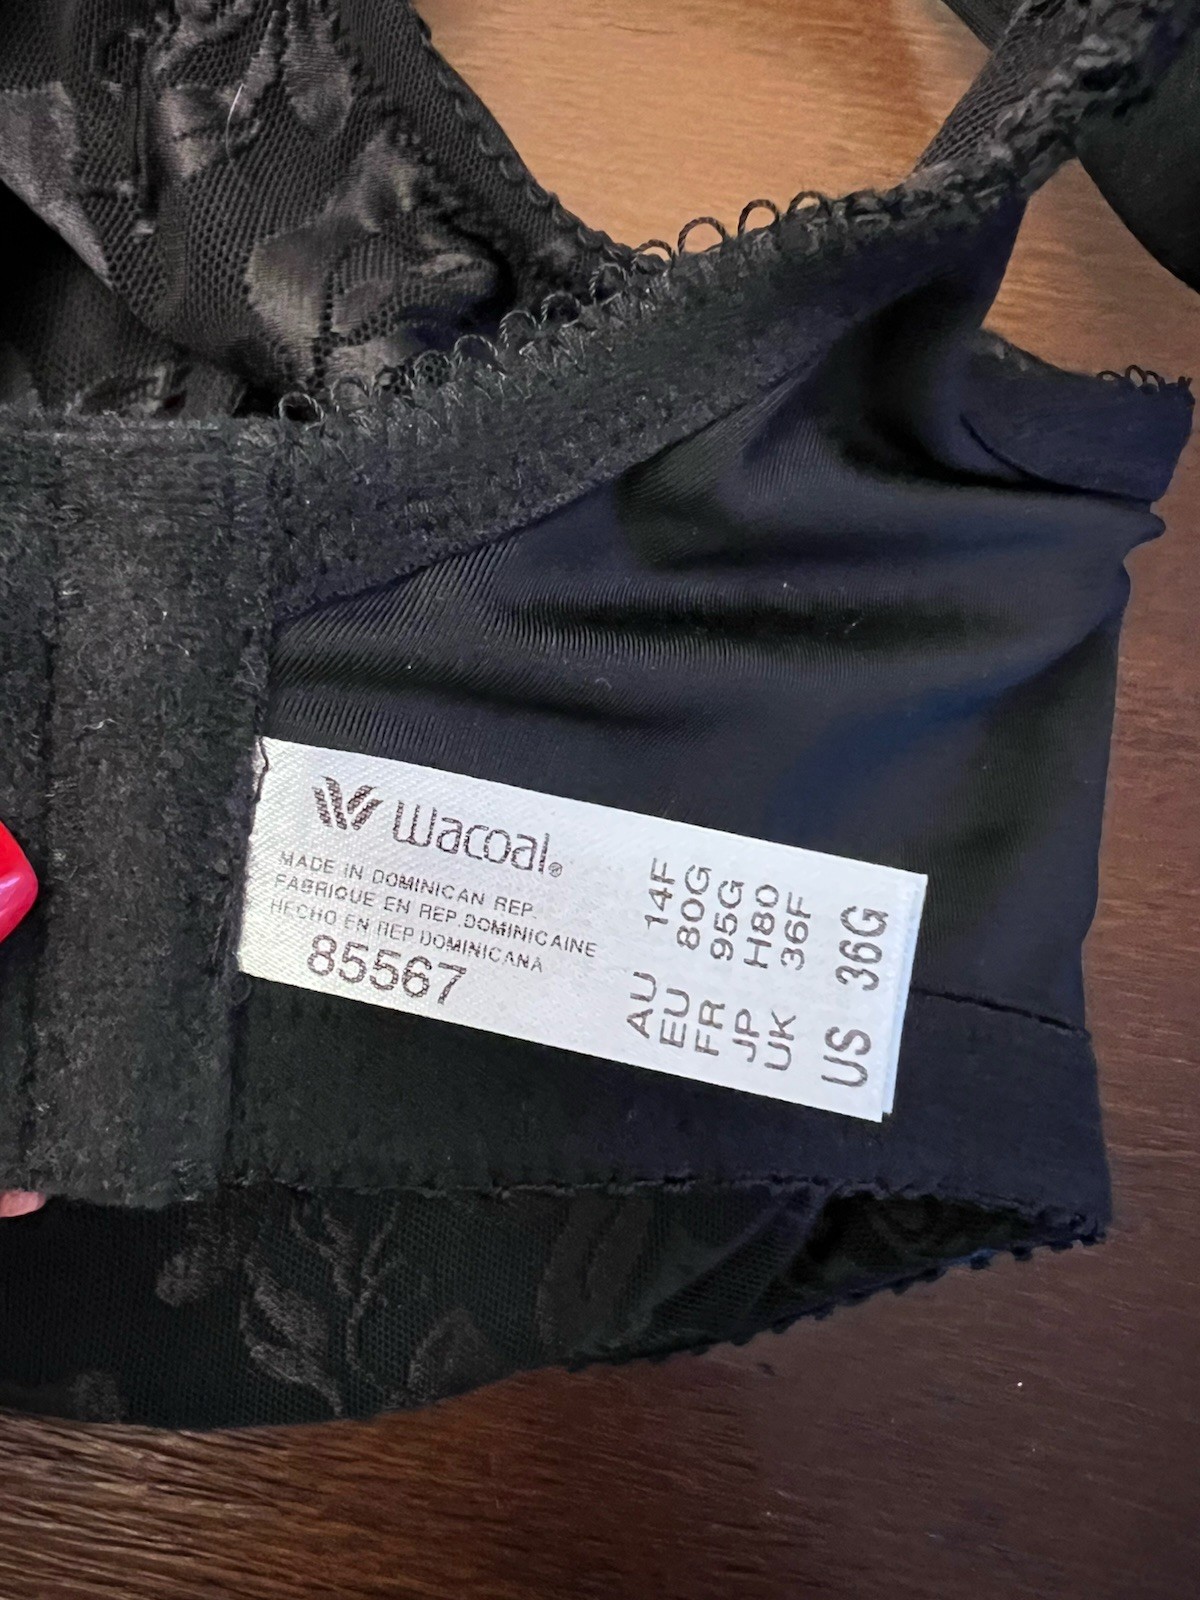 Wacoal®
MADE IN DOMINICAN REP.
FABRIQUE EN REP.DOMINICAINE
HECHO EN REP DOMINICANA
85567
AU 14F
EU 80G
FR 95G
JP H80
UK 36F
US 36G